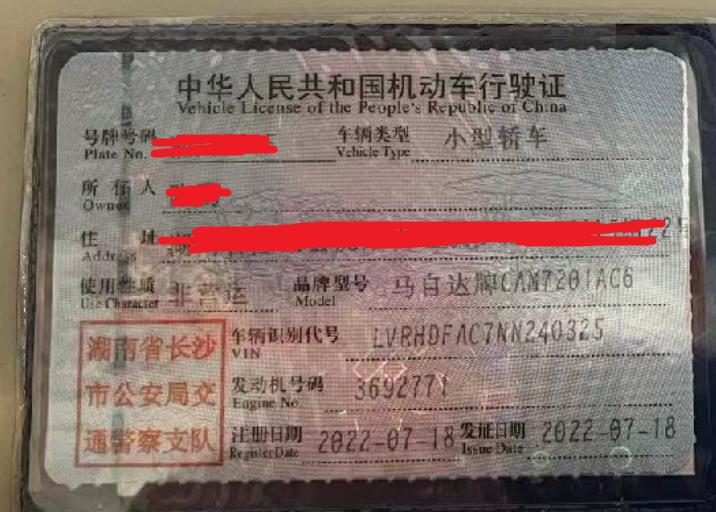 中华人民共和国机动车行驶证
Vehicle License of the People's Republic of China
号牌号码 车辆类型 小型轿车
Plate No. Vehicle Type
所有人
Owner
住 址
Address
使用性质 非营运 品牌型号 马自达牌CAM7201AC6
Use Character Model
湖南省长沙
市公安局交
通警察支队
车辆识别代号 LVRHDFAC7NN240325
VIN
发动机号码 3692771
Engine No.
注册日期 2022-07-18 发证日期 2022-07-18
Register Date Issue Date